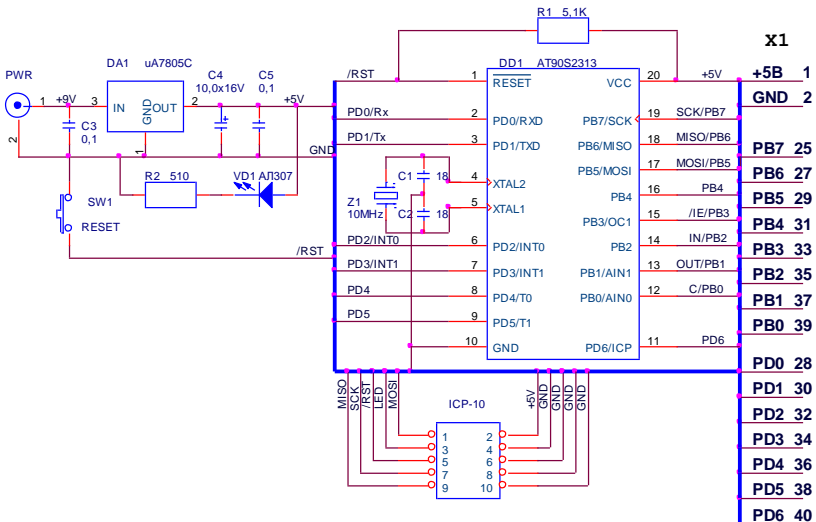 R1 5,1K
X1
DA1 uA7805C
C4
10,0x16V
C5
0,1
PWR
1
+9V
3
IN
GND
OUT
2
+5V
1
2
C3
0,1
GND
R2 510
VD1 АЛ307
SW1
RESET
/RST
DD1 AT90S2313
/RST
1
RESET
VCC
20
+5V
PD0/Rx
2
PD0/RXD
PB7/SCK
19
SCK/PB7
PD1/Tx
3
PD1/TXD
PB6/MISO
18
MISO/PB6
PB5/MOSI
17
MOSI/PB5
C1
18
4
XTAL2
PB4
16
PB4
Z1
10MHz
C2
18
5
XTAL1
PB3/OC1
15
/IE/PB3
PD2/INT0
6
PD2/INT0
PB2
14
IN/PB2
PD3/INT1
7
PD3/INT1
PB1/AIN1
13
OUT/PB1
PD4
8
PD4/T0
PB0/AIN0
12
C/PB0
PD5
9
PD5/T1
10
GND
PD6/ICP
11
PD6
MISO
SCK
/RST
LED
MOSI
ICP-10
+5V
GND
GND
GND
GND
1 2
3 4
5 6
7 8
9 10
+5B 1
GND 2
PB7 25
PB6 27
PB5 29
PB4 31
PB3 33
PB2 35
PB1 37
PB0 39
PD0 28
PD1 30
PD2 32
PD3 34
PD4 36
PD5 38
PD6 40